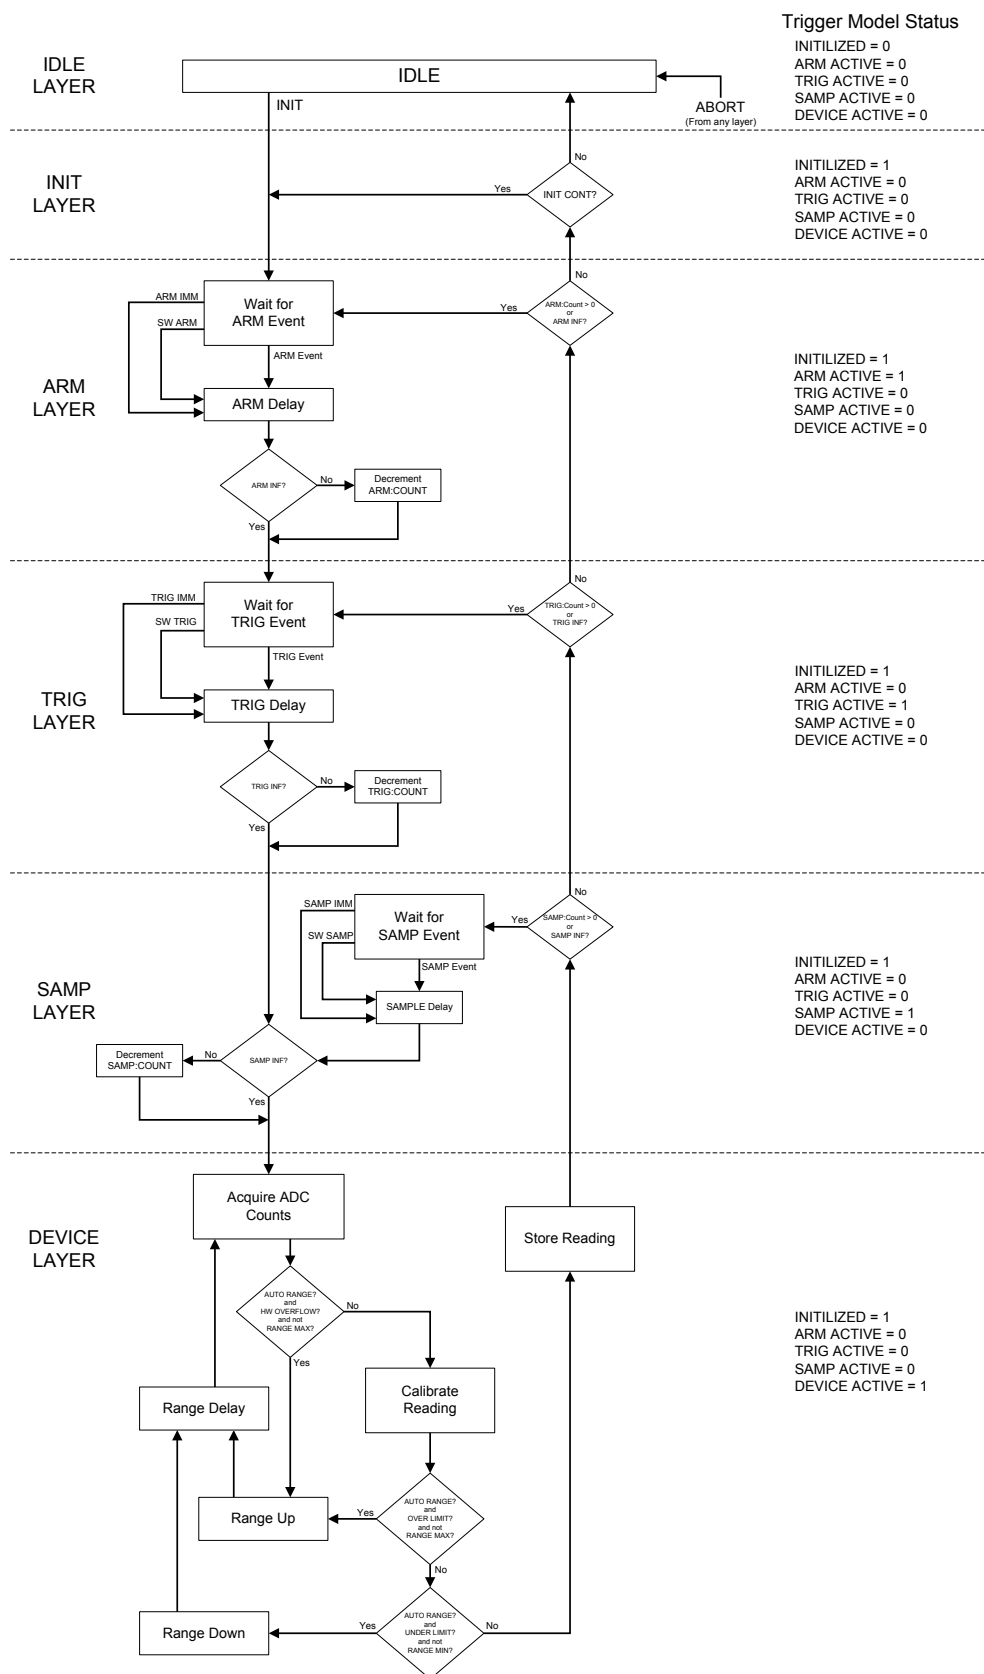 Trigger Model Status
IDLE
LAYER
IDLE
INIT
ABORT
(From any layer)
INITILIZED = 0
ARM ACTIVE = 0
TRIG ACTIVE = 0
SAMP ACTIVE = 0
DEVICE ACTIVE = 0
INIT
LAYER
No
Yes
INIT CONT?
INITILIZED = 1
ARM ACTIVE = 0
TRIG ACTIVE = 0
SAMP ACTIVE = 0
DEVICE ACTIVE = 0
ARM
LAYER
ARM IMM
SW ARM
Wait for
ARM Event
ARM Event
ARM Delay
ARM INF?
No
Decrement
ARM:COUNT
Yes
No
Yes
ARM:Count > 0
or
ARM INF?
INITILIZED = 1
ARM ACTIVE = 1
TRIG ACTIVE = 0
SAMP ACTIVE = 0
DEVICE ACTIVE = 0
TRIG
LAYER
TRIG IMM
SW TRIG
Wait for
TRIG Event
TRIG Event
TRIG Delay
TRIG INF?
No
Decrement
TRIG:COUNT
Yes
No
Yes
TRIG:Count > 0
or
TRIG INF?
INITILIZED = 1
ARM ACTIVE = 0
TRIG ACTIVE = 1
SAMP ACTIVE = 0
DEVICE ACTIVE = 0
SAMP
LAYER
SAMP IMM
SW SAMP
Wait for
SAMP Event
SAMP Event
SAMPLE Delay
No
Yes
SAMP:Count > 0
or
SAMP INF?
SAMP INF?
No
Decrement
SAMP:COUNT
Yes
INITILIZED = 1
ARM ACTIVE = 0
TRIG ACTIVE = 0
SAMP ACTIVE = 1
DEVICE ACTIVE = 0
DEVICE
LAYER
Acquire ADC
Counts
Store Reading
AUTO RANGE?
and
HW OVERFLOW?
and not
RANGE MAX?
No
Yes
Calibrate
Reading
Range Delay
Range Up
Yes
AUTO RANGE?
and
OVER LIMIT?
and not
RANGE MAX?
No
Range Down
Yes
AUTO RANGE?
and
UNDER LIMIT?
and not
RANGE MIN?
No
INITILIZED = 1
ARM ACTIVE = 0
TRIG ACTIVE = 0
SAMP ACTIVE = 0
DEVICE ACTIVE = 1